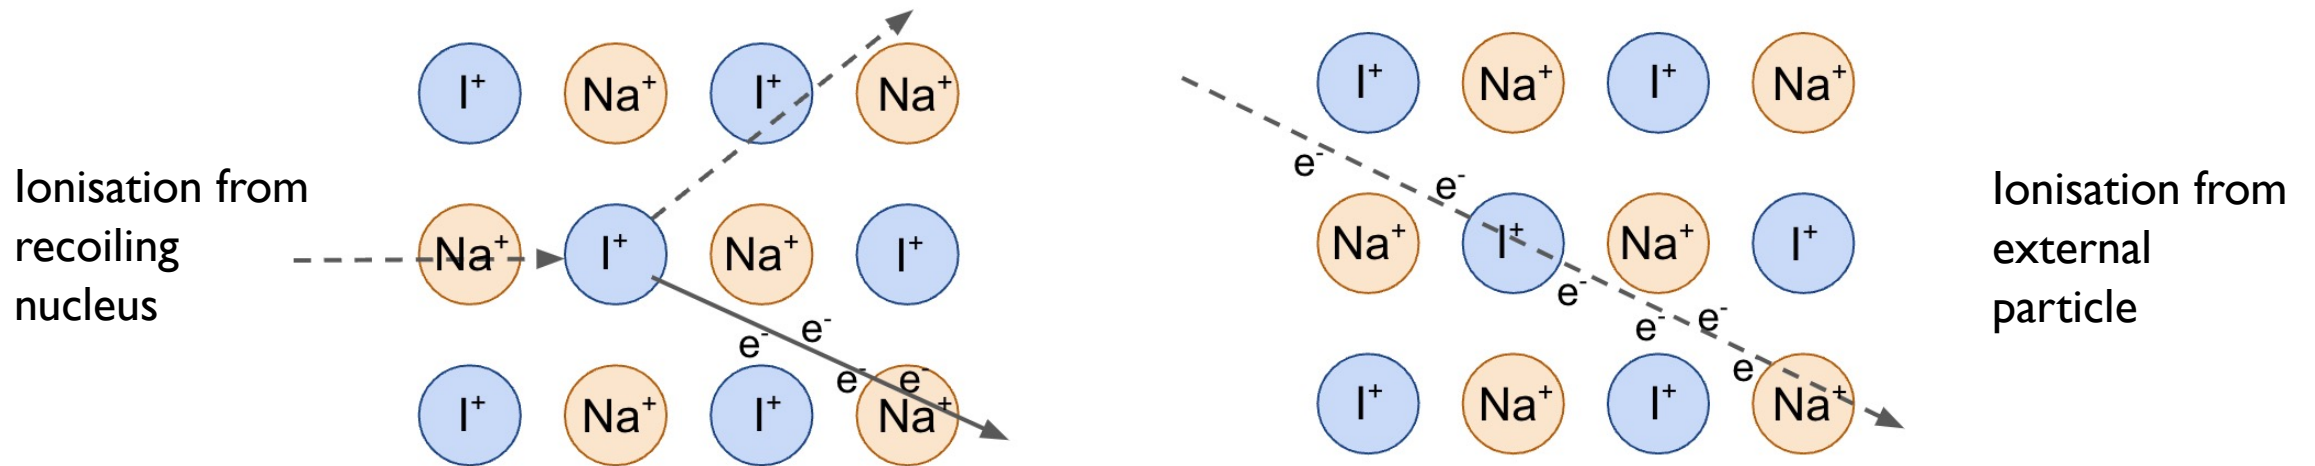 Ionisation from
recoiling
nucleus
I⁺ Na⁺ I⁺ Na⁺
Na⁺ I⁺ Na⁺ I⁺
e⁻ e⁻
e⁻ e⁻
I⁺ Na⁺ I⁺ Na⁺
I⁺ Na⁺ I⁺ Na⁺
e⁻ e⁻
Na⁺ I⁺ Na⁺ I⁺
e⁻ e⁻ e⁻
e
I⁺ Na⁺ I⁺ Na⁺
Ionisation from
external
particle